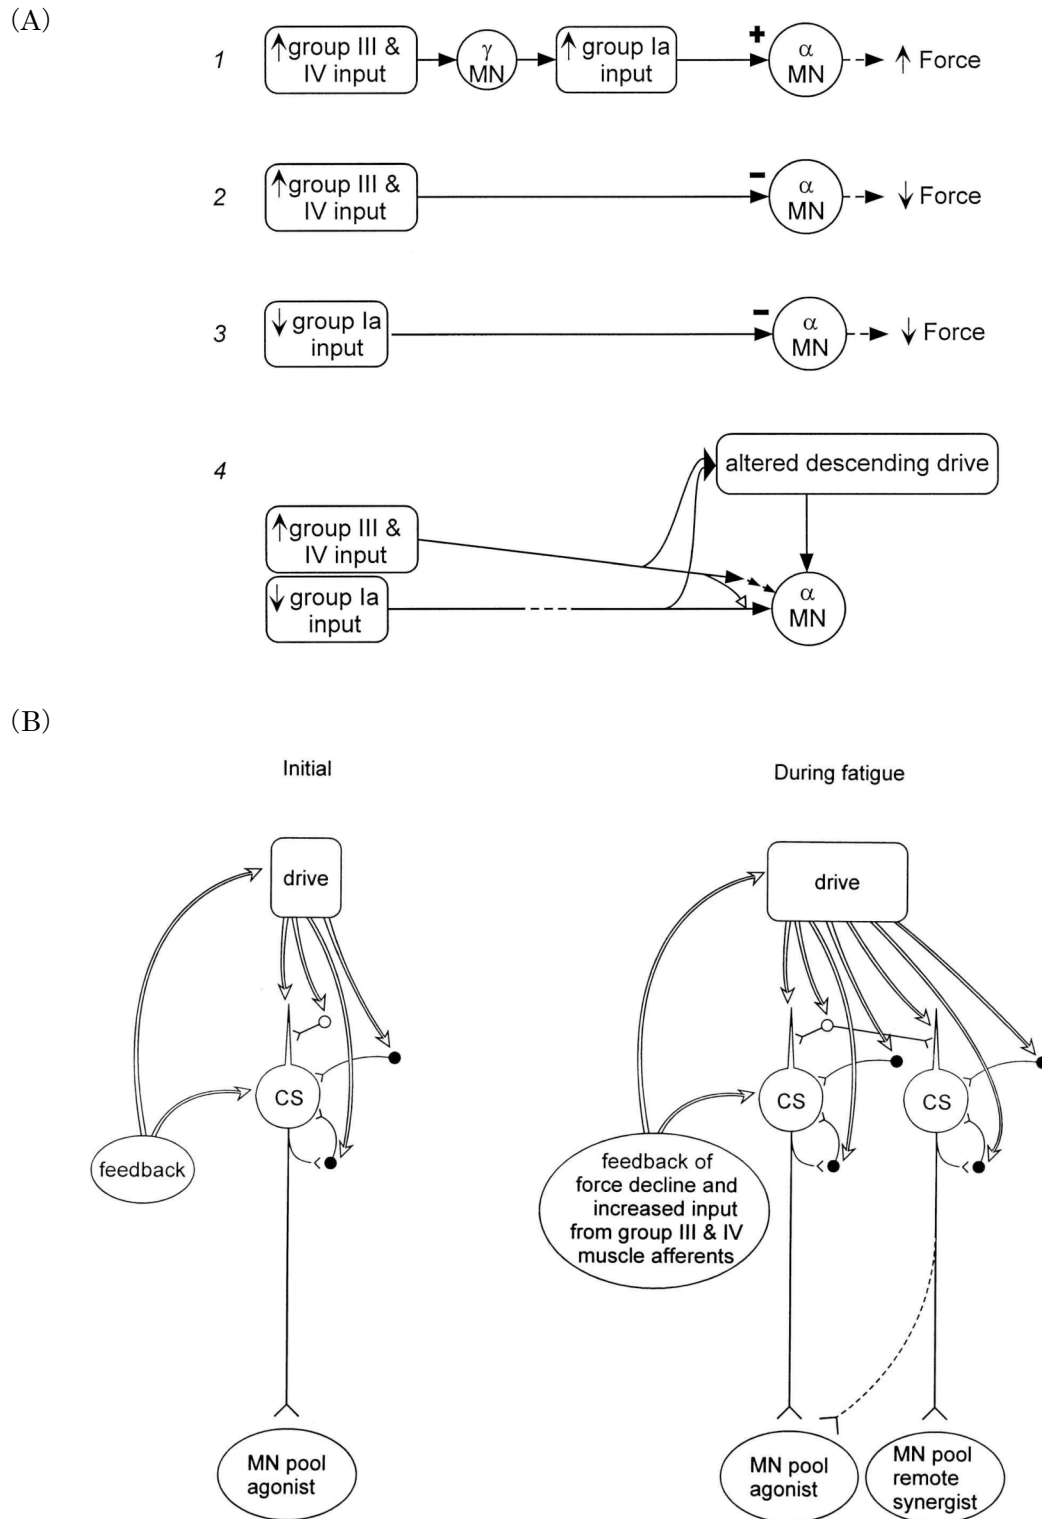 (A)
1
↑group III &
IV input
γ
MN
↑ group Ia
input
+
α
MN
↑ Force
2
↑group III &
IV input
−
α
MN
↓ Force
3
↓ group Ia
input
−
α
MN
↓ Force
4
altered descending drive
↑group III &
IV input
↓ group Ia
input
α
MN
(B)
Initial
drive
CS
feedback
MN pool
agonist
During fatigue
drive
CS
CS
feedback of
force decline and
increased input
from group III & IV
muscle afferents
MN pool
agonist
MN pool
remote
synergist